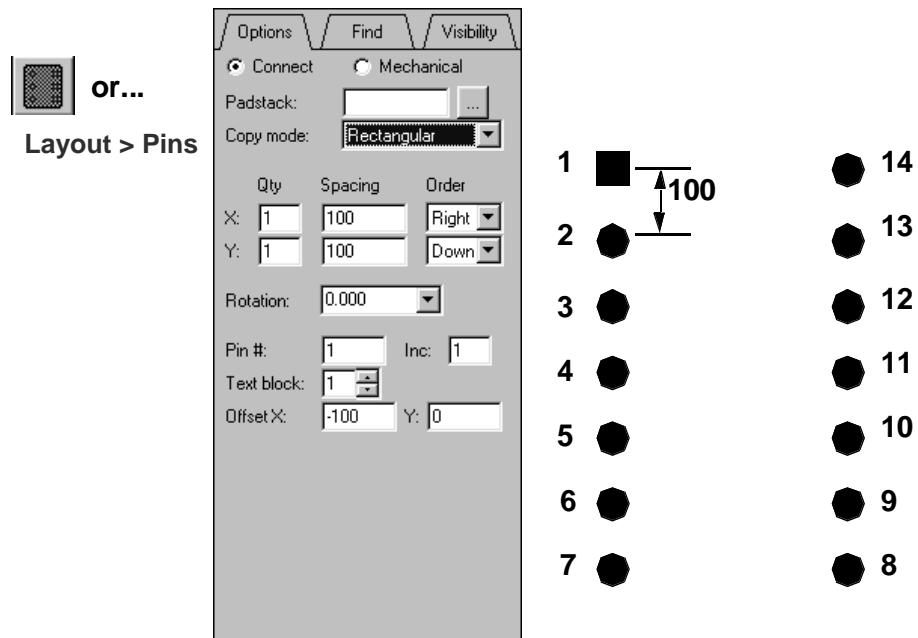 or...
Layout > Pins
Options Find Visibility
Connect Mechanical
Padstack: ...
Copy mode: Rectangular
Qty Spacing Order
X: 1 100 Right
Y: 1 100 Down
Rotation: 0.000
Pin #: 1 Inc: 1
Text block: 1
Offset X: -100 Y: 0
1 100 14
2 13
3 12
4 11
5 10
6 9
7 8